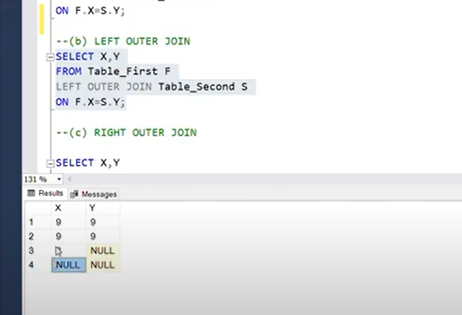 ON F.X=S.Y;
--(b) LEFT OUTER JOIN
SELECT X,Y
FROM Table_First F
LEFT OUTER JOIN Table_Second S
ON F.X=S.Y;
--(c) RIGHT OUTER JOIN
SELECT X,Y
131 %
Results Messages
X Y
1 9 9
2 9 9
3 NULL
4 NULL NULL